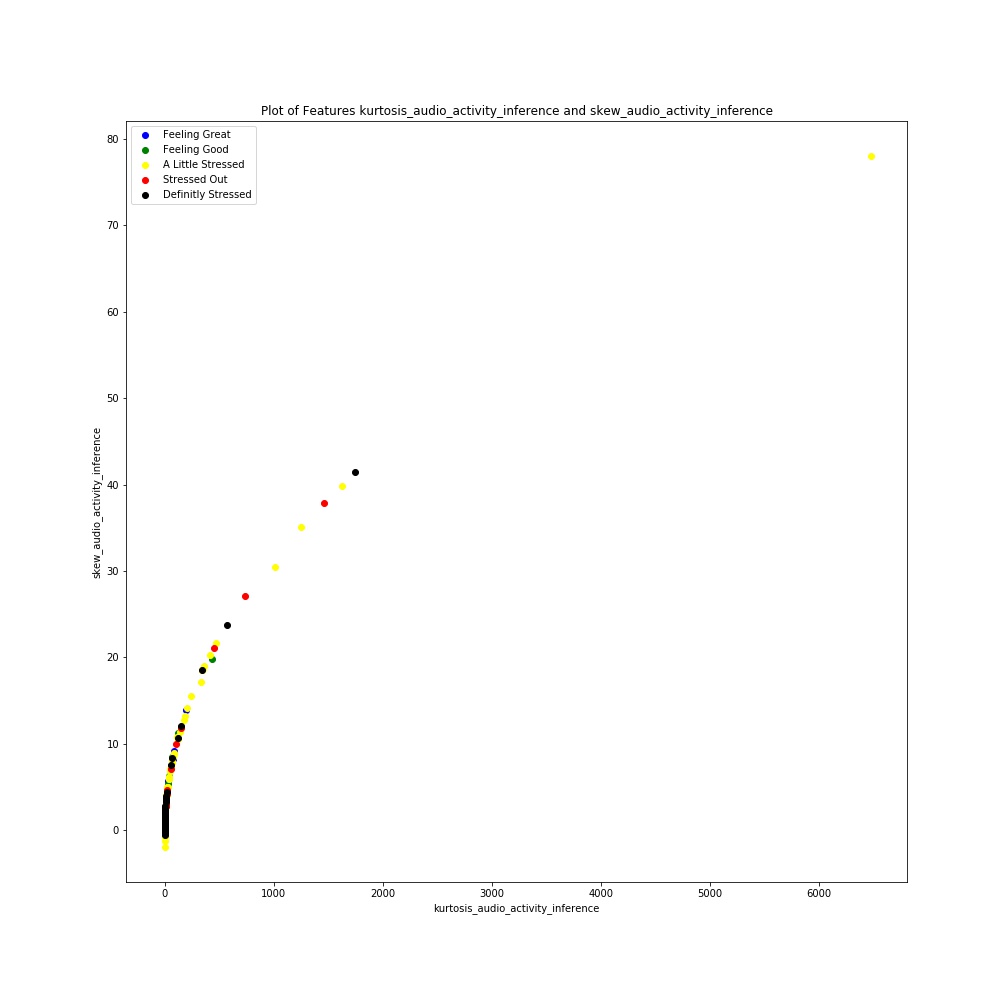 Plot of Features kurtosis_audio_activity_inference and skew_audio_activity_inference
Feeling Great
Feeling Good
A Little Stressed
Stressed Out
Definitly Stressed
80
70
60
50
40
30
20
10
0
skew_audio_activity_inference
0 1000 2000 3000 4000 5000 6000
kurtosis_audio_activity_inference